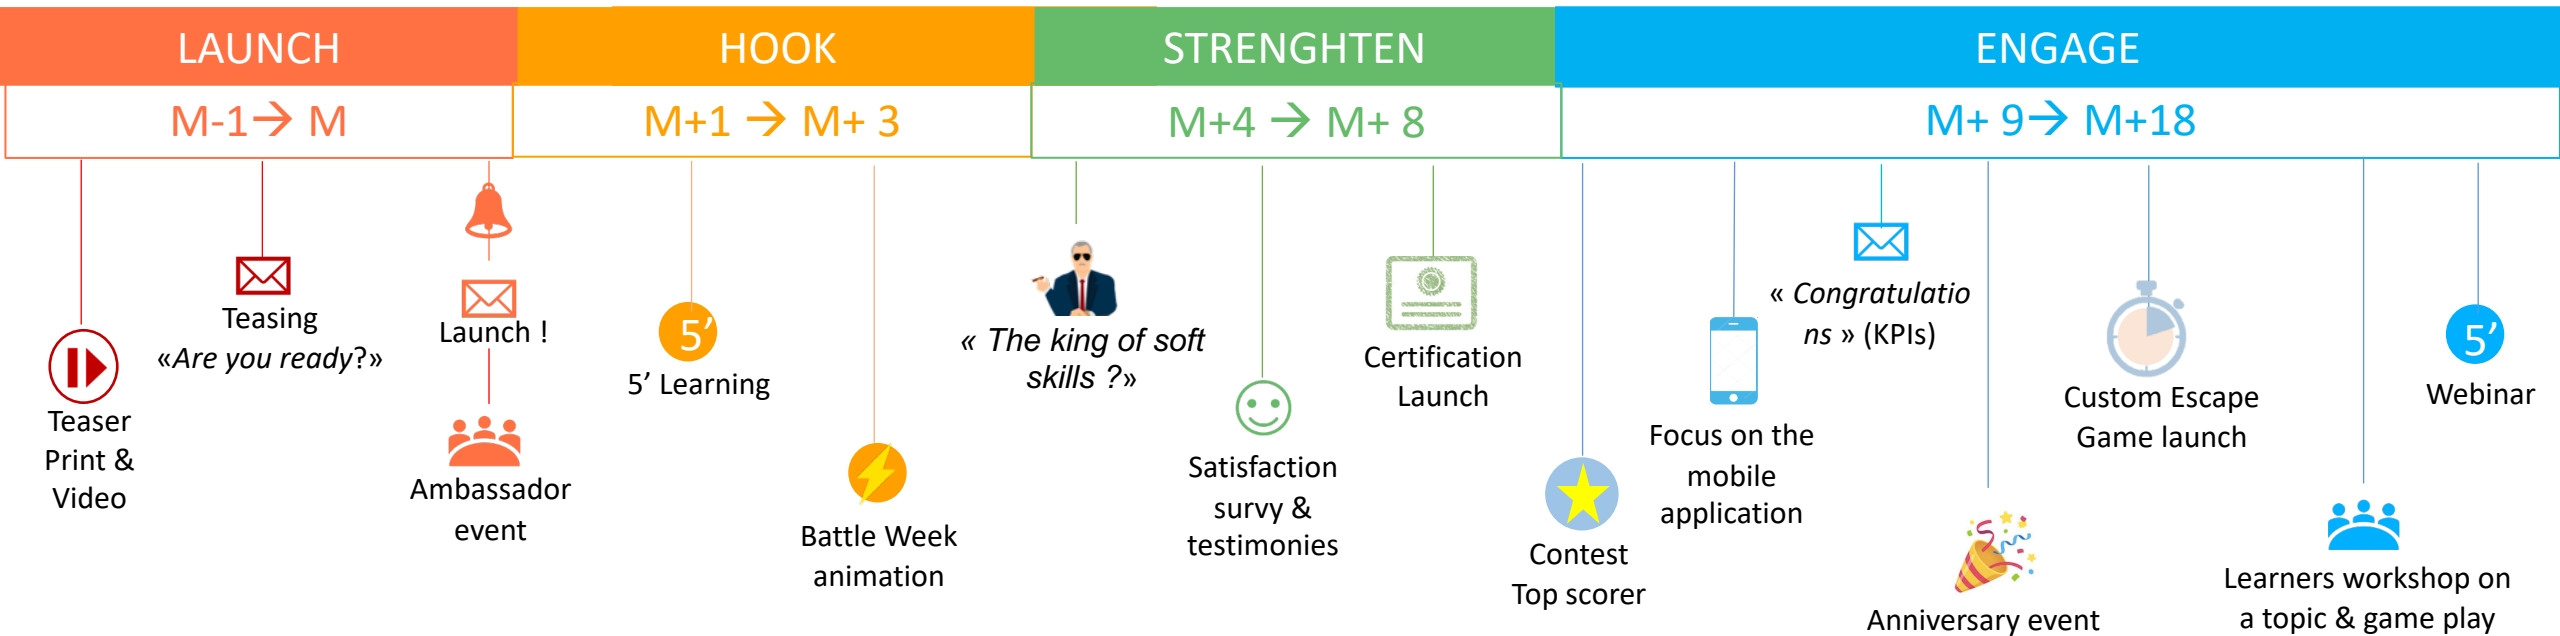 LAUNCH
HOOK
STRENGHTEN
ENGAGE
M-1→ M
M+1 → M+ 3
M+4 → M+ 8
M+ 9→ M+18
Teaser
Print &
Video
Teasing
«Are you ready?»
Launch !
Ambassador
event
5’
5’ Learning
Battle Week
animation
« The king of soft
skills ?»
Satisfaction
survy &
testimonies
Certification
Launch
Contest
Top scorer
Focus on the
mobile
application
« Congratulatio
ns » (KPIs)
Anniversary event
Custom Escape
Game launch
Learners workshop on
a topic & game play
5’
Webinar